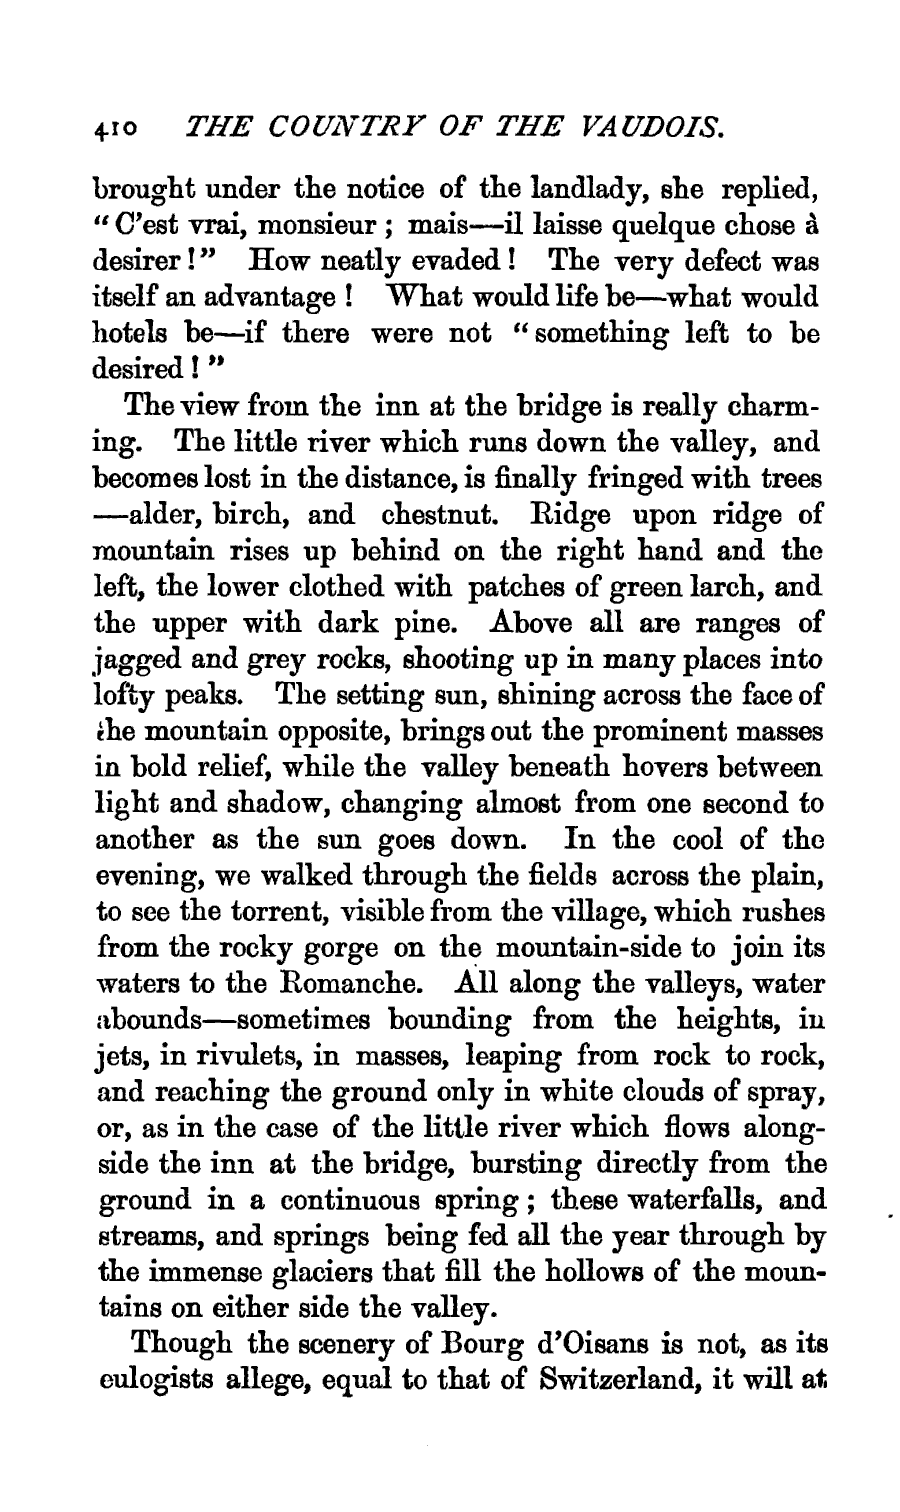 410 THE COUNTRY OF THE VAUDOIS.
brought under the notice of the landlady, she replied,
“C’est vrai, monsieur ; mais—il laisse quelque chose à
desirer !” How neatly evaded ! The very defect was
itself an advantage ! What would life be—what would
hotels be—if there were not “something left to be
desired ! ”
The view from the inn at the bridge is really charm-
ing. The little river which runs down the valley, and
becomes lost in the distance, is finally fringed with trees
—alder, birch, and chestnut. Ridge upon ridge of
mountain rises up behind on the right hand and the
left, the lower clothed with patches of green larch, and
the upper with dark pine. Above all are ranges of
jagged and grey rocks, shooting up in many places into
lofty peaks. The setting sun, shining across the face of
the mountain opposite, brings out the prominent masses
in bold relief, while the valley beneath hovers between
light and shadow, changing almost from one second to
another as the sun goes down. In the cool of the
evening, we walked through the fields across the plain,
to see the torrent, visible from the village, which rushes
from the rocky gorge on the mountain-side to join its
waters to the Romanche. All along the valleys, water
abounds—sometimes bounding from the heights, in
jets, in rivulets, in masses, leaping from rock to rock,
and reaching the ground only in white clouds of spray,
or, as in the case of the little river which flows along-
side the inn at the bridge, bursting directly from the
ground in a continuous spring ; these waterfalls, and
streams, and springs being fed all the year through by
the immense glaciers that fill the hollows of the moun-
tains on either side the valley.
Though the scenery of Bourg d’Oisans is not, as its
eulogists allege, equal to that of Switzerland, it will at